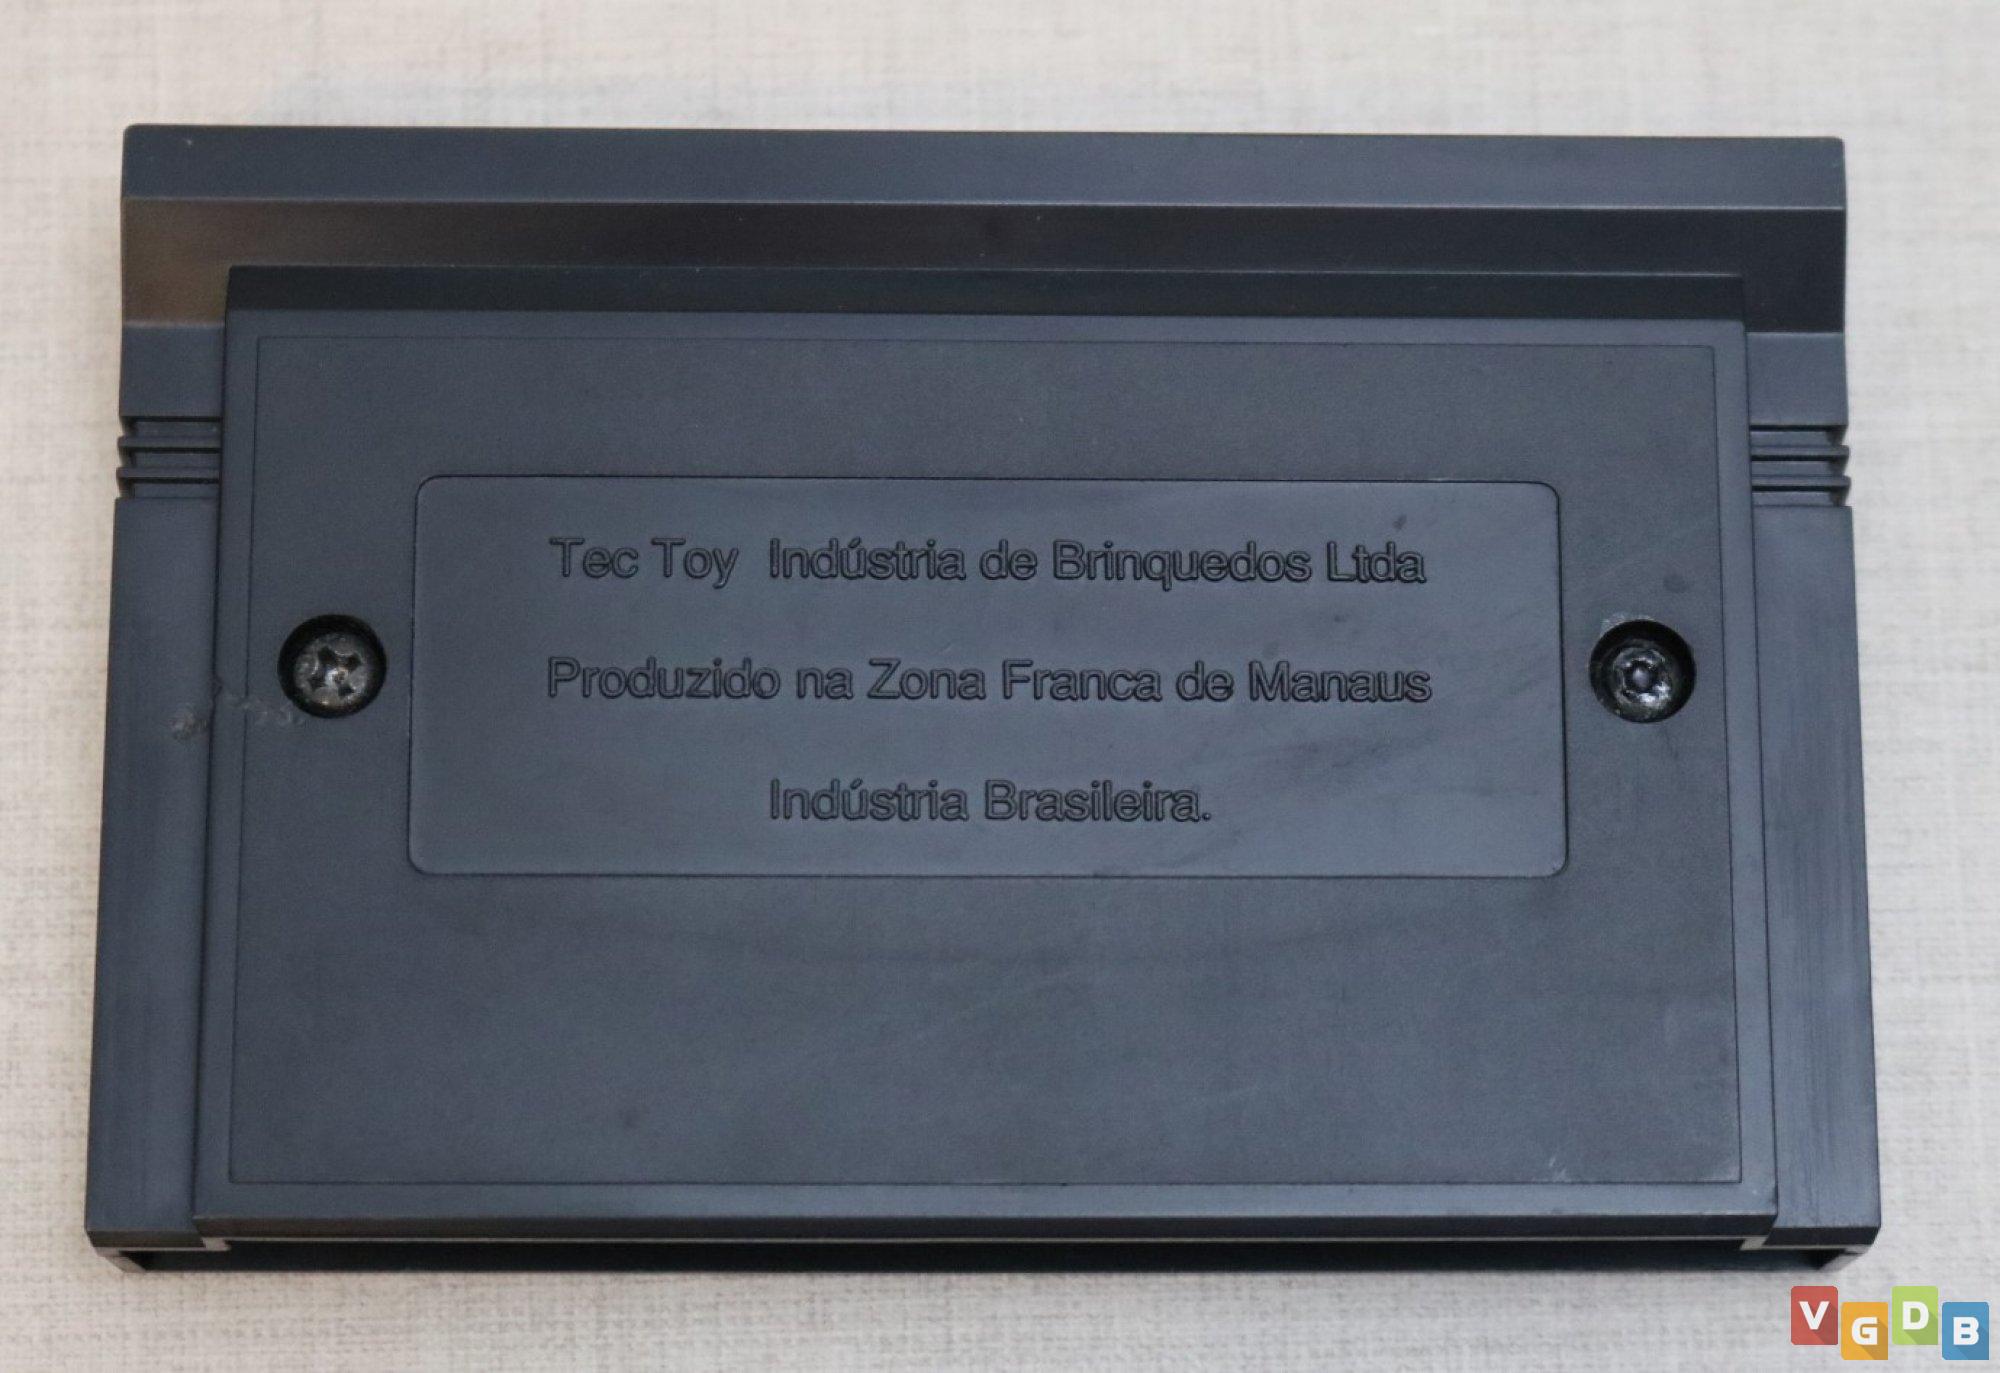 Tec Toy Indústria de Brinquedos Ltda
Produzido na Zona Franca de Manaus
Indústria Brasileira.
VGDB